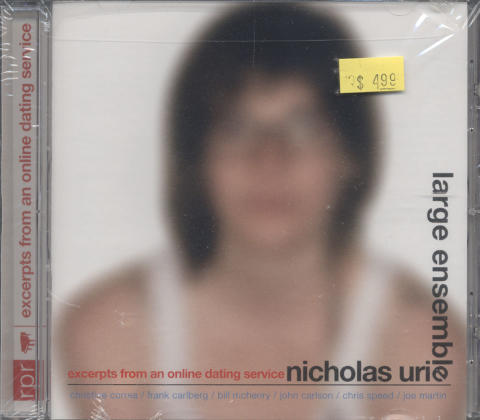 excerpts from an online dating service
rpr
$ 4.99
large ensemble
excerpts from an online dating service
nicholas urie
christine correa / frank carlberg / bill mchenry / john carlson / chris speed / joe martin